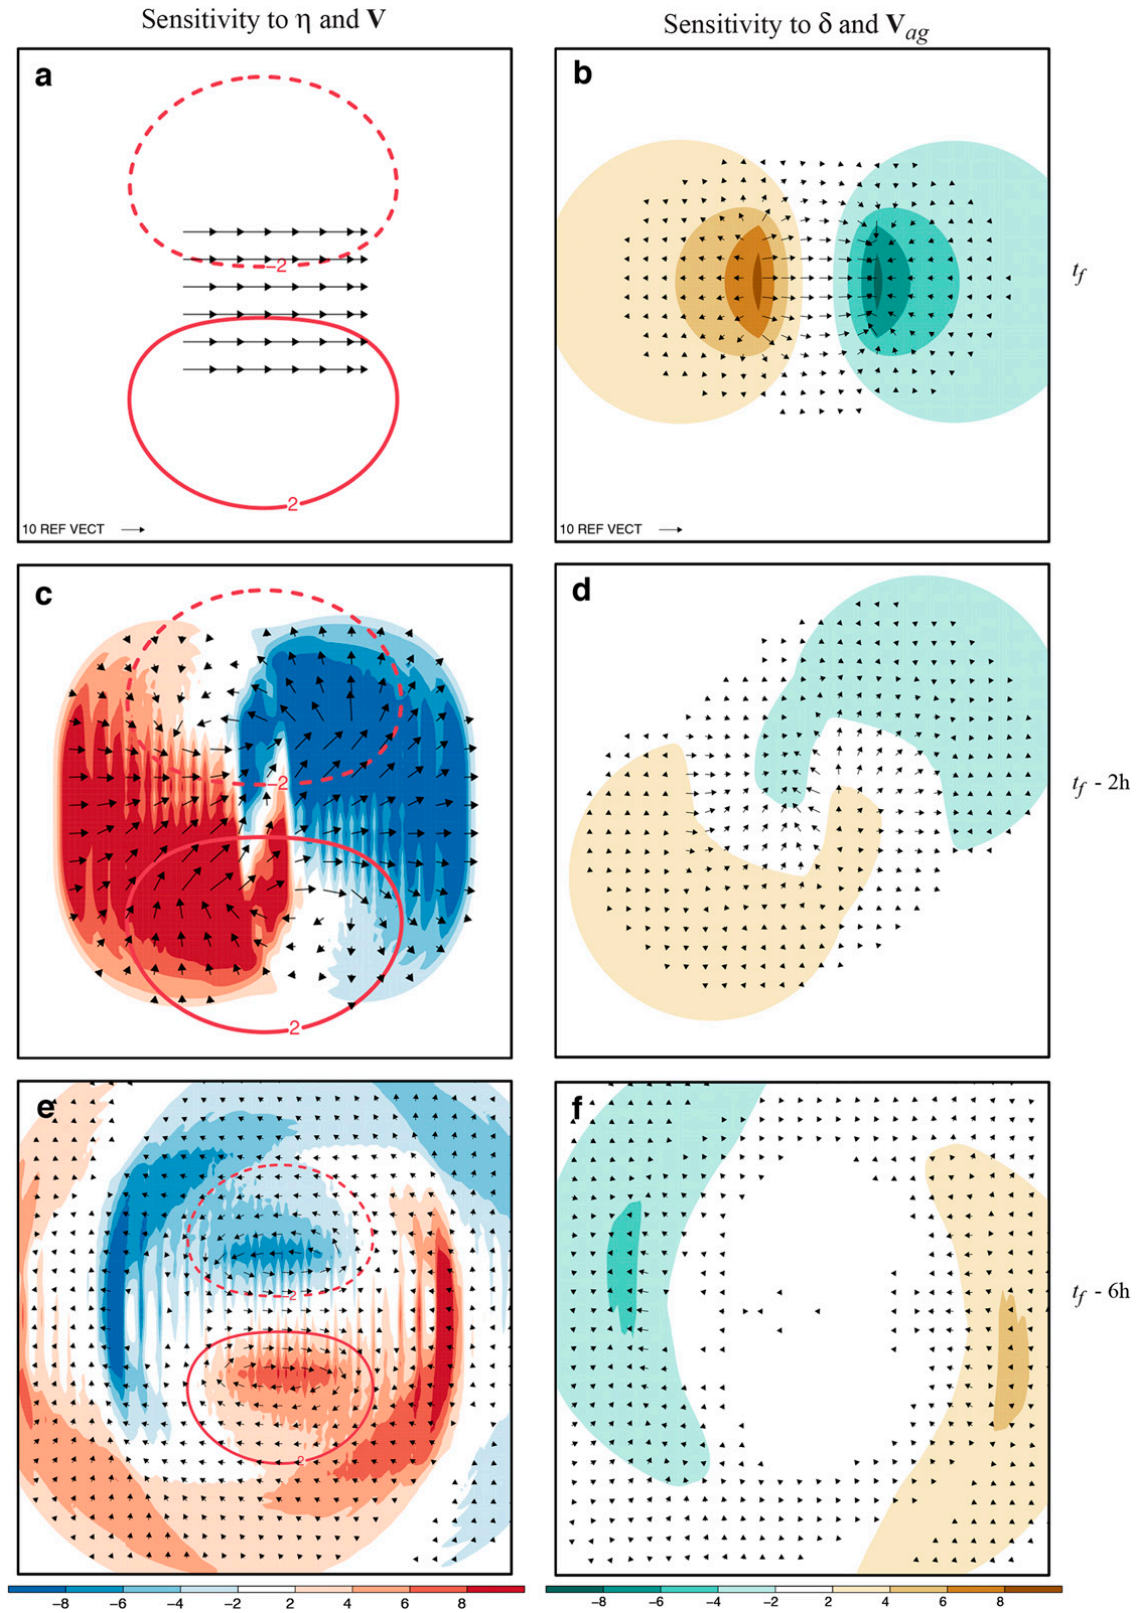 Sensitivity to η and V
Sensitivity to δ and V_ag
a
-2
2
10 REF VECT
b
10 REF VECT
t_f
c
-2
2
d
t_f - 2h
e
-2
2
f
t_f - 6h
-8 -6 -4 -2 2 4 6 8
-8 -6 -4 -2 2 4 6 8